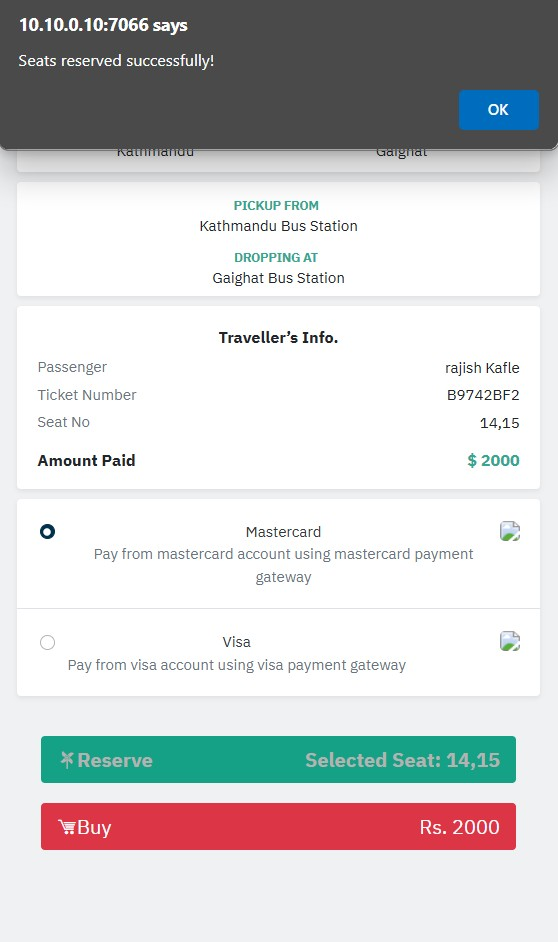 10.10.0.10:7066 says
Seats reserved successfully!
OK
Kathmandu Gaighat
PICKUP FROM
Kathmandu Bus Station
DROPPING AT
Gaighat Bus Station
Traveller’s Info.
Passenger rajish Kafle
Ticket Number B9742BF2
Seat No 14,15
Amount Paid $ 2000
Mastercard
Pay from mastercard account using mastercard payment
gateway
Visa
Pay from visa account using visa payment gateway
Reserve Selected Seat: 14,15
Buy Rs. 2000